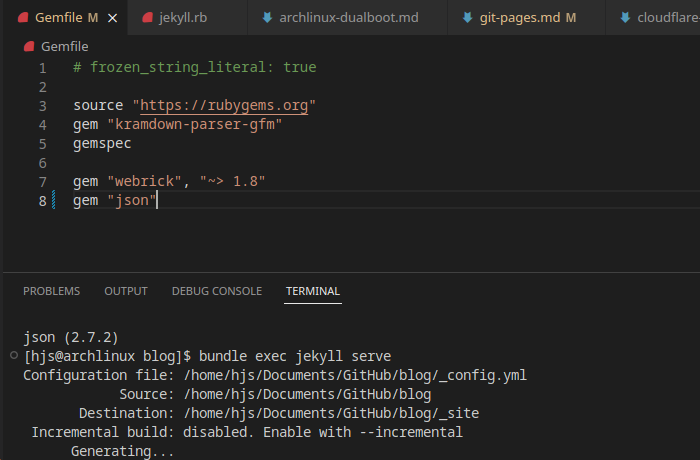 Gemfile M × jekyll.rb archlinux-dualboot.md git-pages.md M cloudflare-
Gemfile
1 # frozen_string_literal: true
2
3 source "https://rubygems.org"
4 gem "kramdown-parser-gfm"
5 gemspec
6
7 gem "webrick", "~> 1.8"
8 gem "json"
PROBLEMS OUTPUT DEBUG CONSOLE TERMINAL
json (2.7.2)
[hjs@archlinux blog]$ bundle exec jekyll serve
Configuration file: /home/hjs/Documents/GitHub/blog/_config.yml
Source: /home/hjs/Documents/GitHub/blog
Destination: /home/hjs/Documents/GitHub/blog/_site
Incremental build: disabled. Enable with --incremental
Generating...